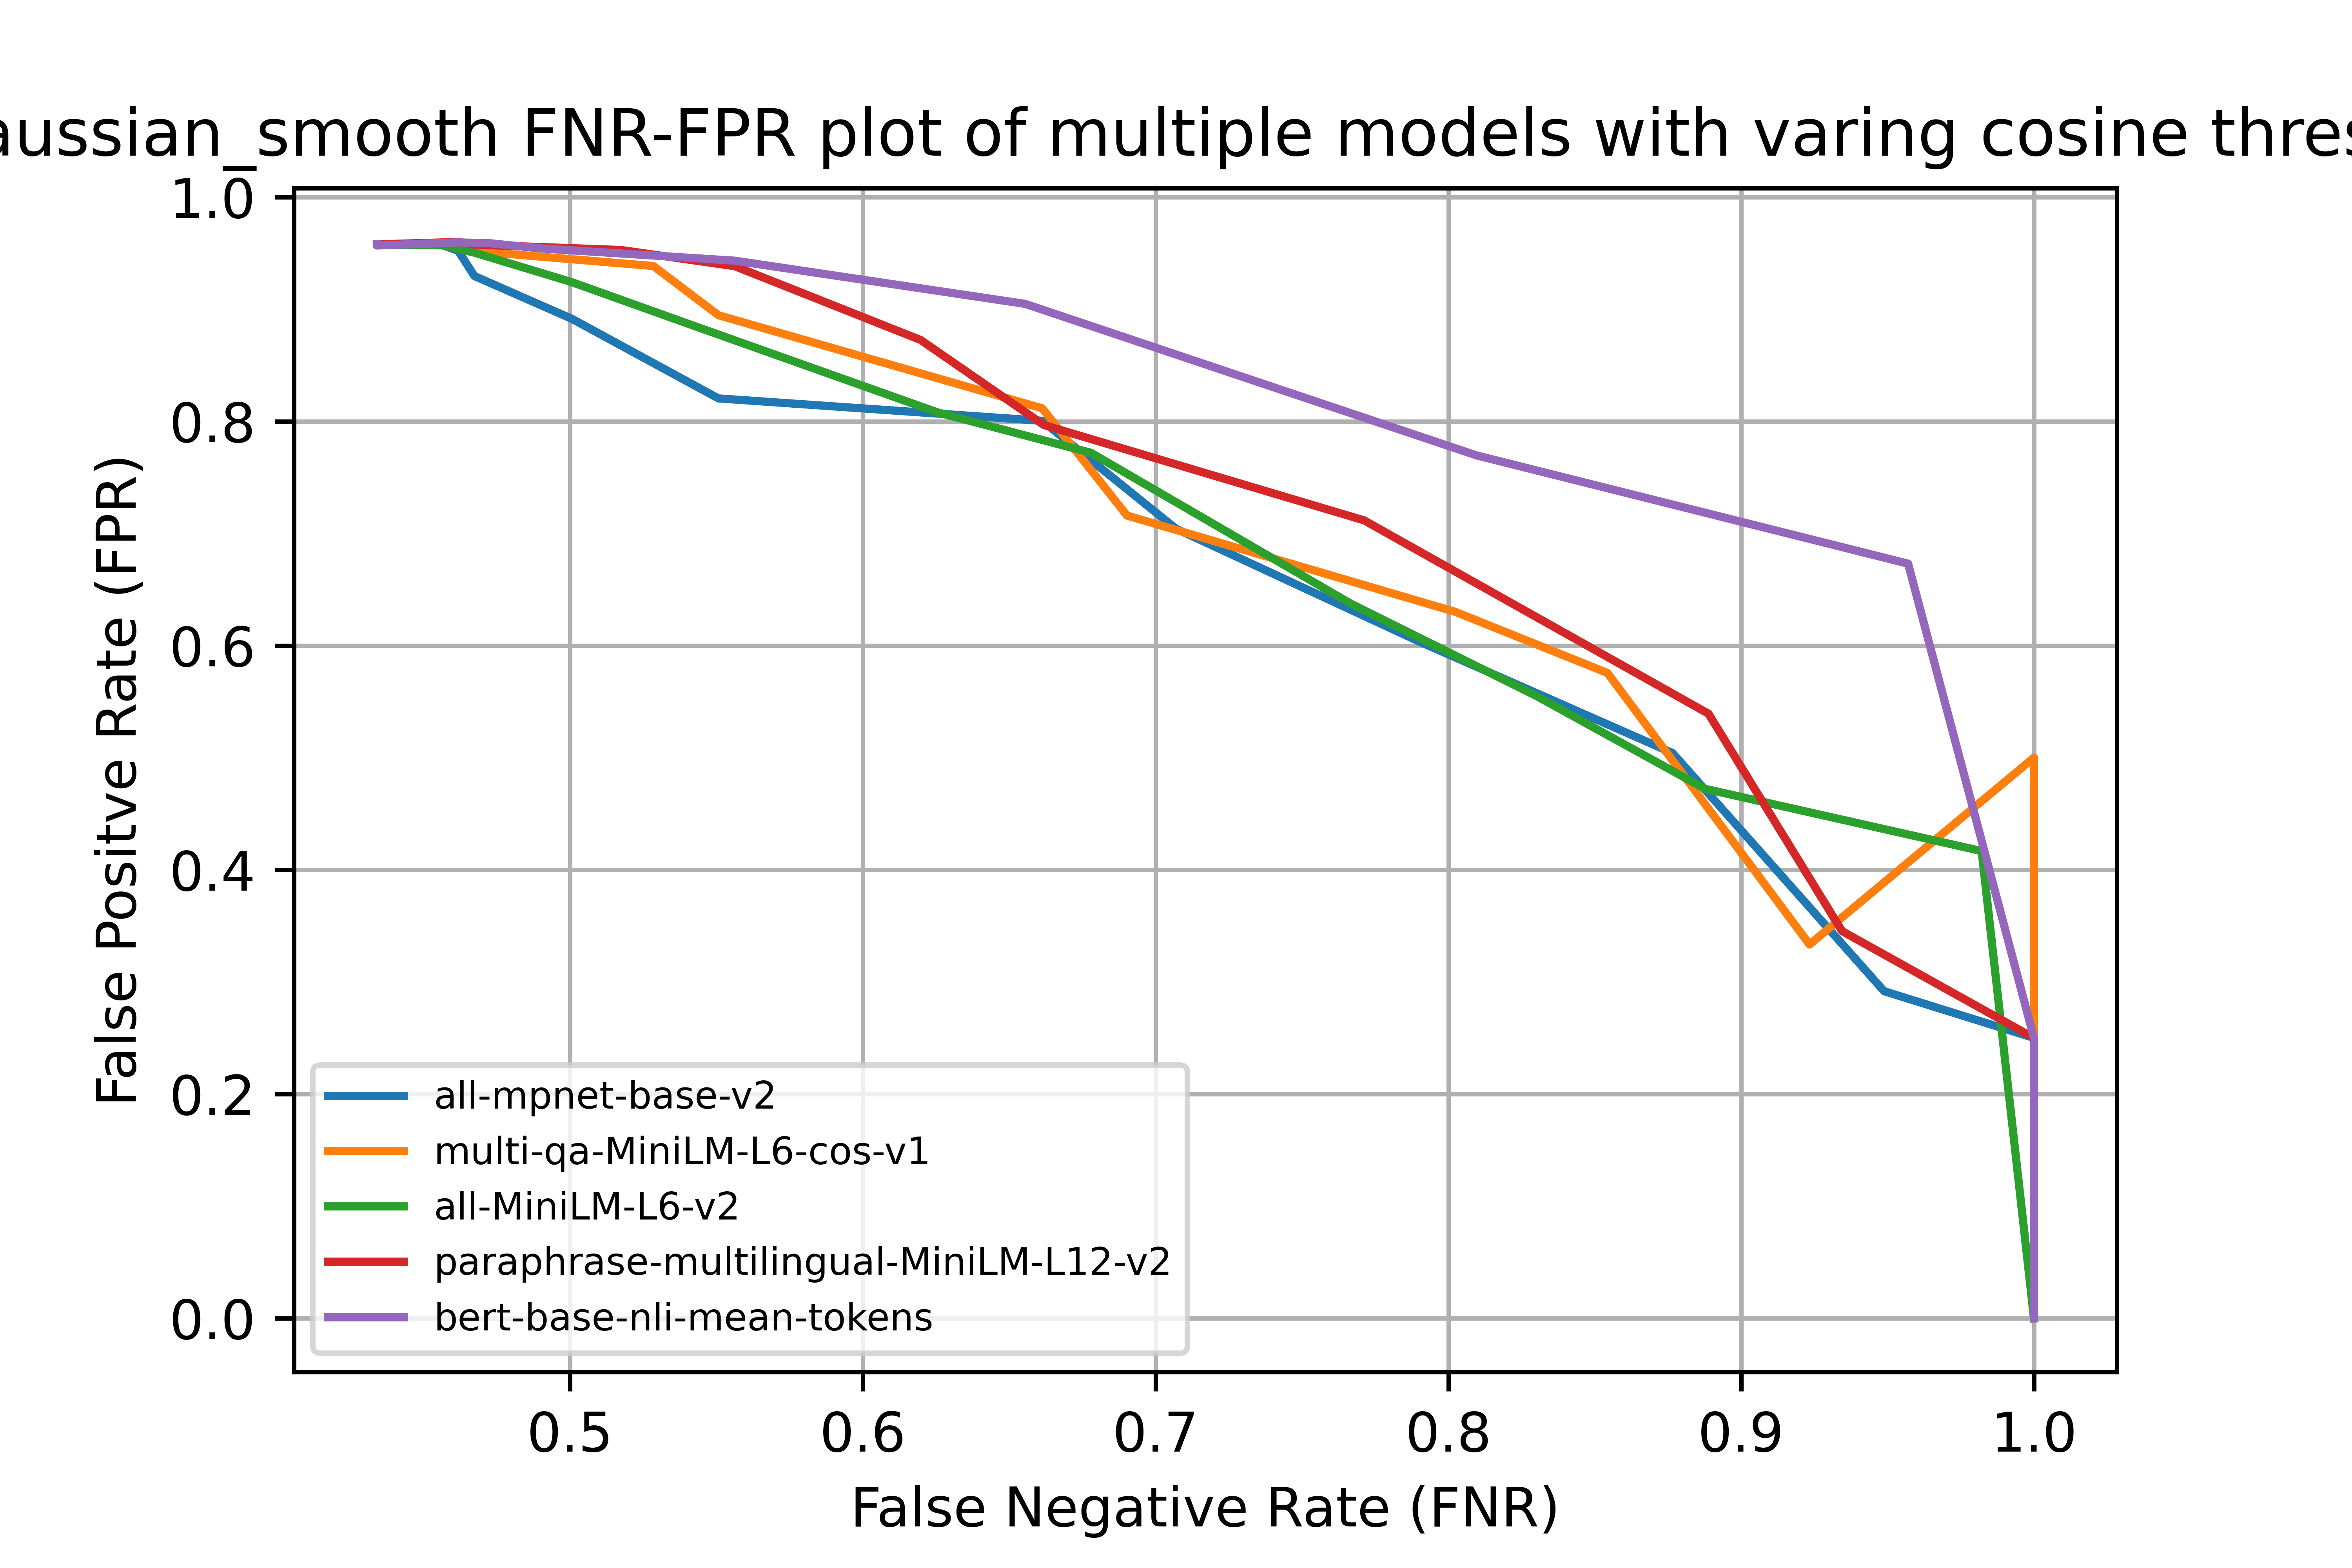 aussian_smooth FNR-FPR plot of multiple models with varing cosine thres
1.0
0.8
0.6
0.4
0.2
0.0
False Positve Rate (FPR)
all-mpnet-base-v2
multi-qa-MiniLM-L6-cos-v1
all-MiniLM-L6-v2
paraphrase-multilingual-MiniLM-L12-v2
bert-base-nli-mean-tokens
0.5 0.6 0.7 0.8 0.9 1.0
False Negative Rate (FNR)